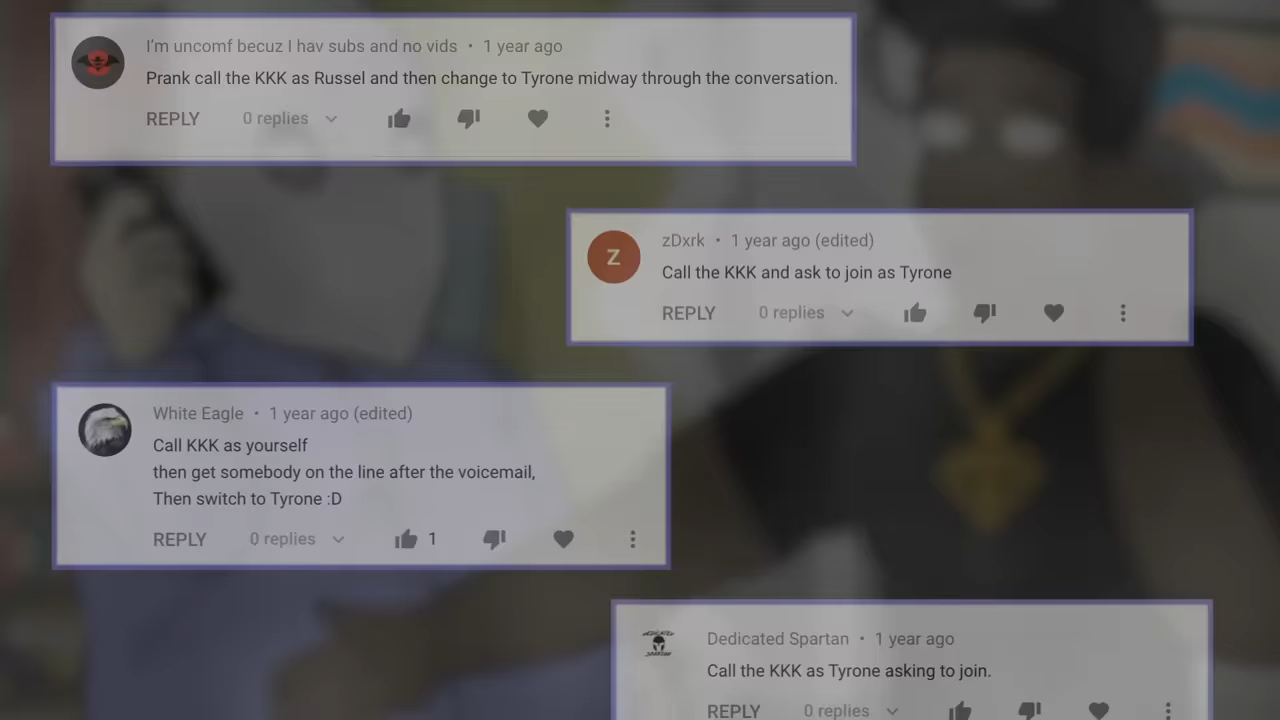 I'm uncomf becuz I hav subs and no vids • 1 year ago
Prank call the KKK as Russel and then change to Tyrone midway through the conversation.
REPLY 0 replies
Z
zDxrk • 1 year ago (edited)
Call the KKK and ask to join as Tyrone
REPLY 0 replies
White Eagle • 1 year ago (edited)
Call KKK as yourself
then get somebody on the line after the voicemail,
Then switch to Tyrone :D
REPLY 0 replies 1
DEDICATED
SPARTAN
Dedicated Spartan • 1 year ago
Call the KKK as Tyrone asking to join.
REPLY 0 replies